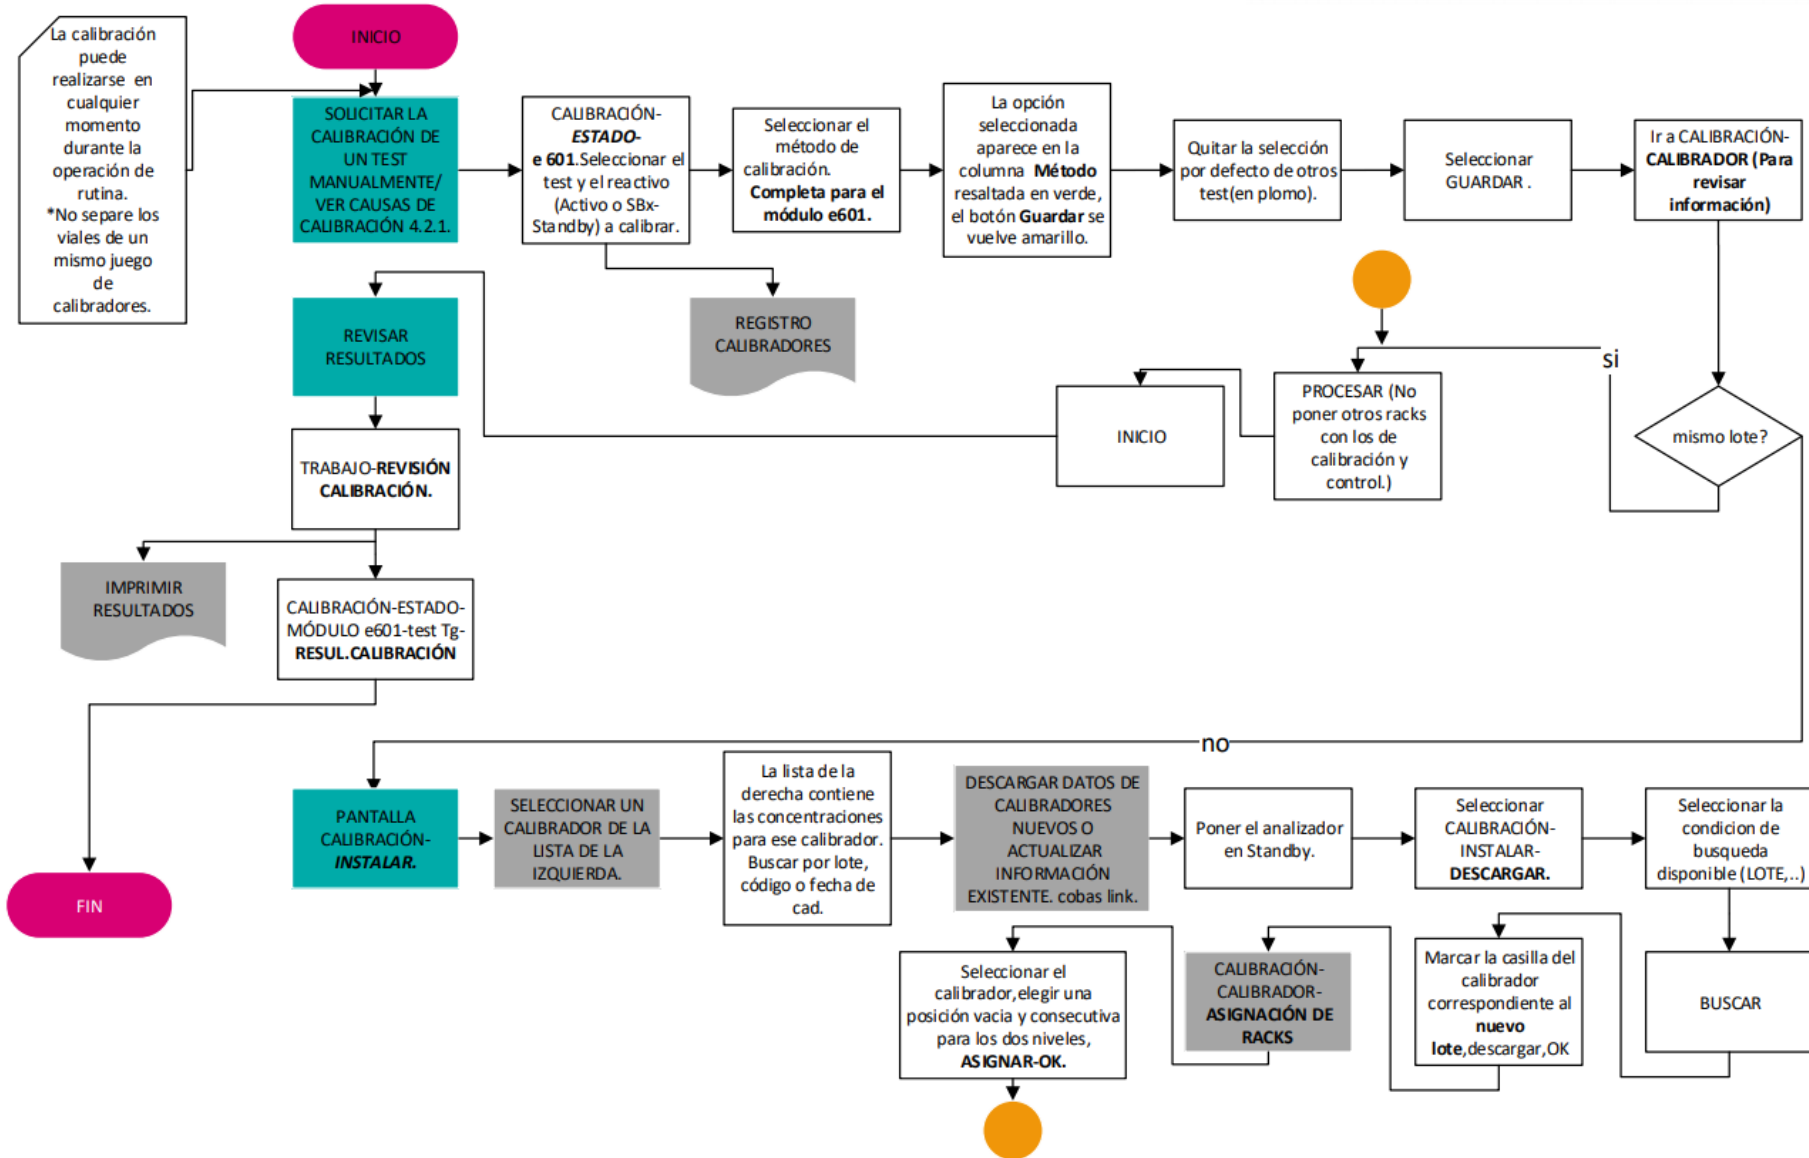 La calibración
puede
realizarse en
cualquier
momento
durante la
operación de
rutina.
*No separe los
viales de un
mismo juego
de
calibradores.
INICIO
SOLICITAR LA
CALIBRACIÓN DE
UN TEST
MANUALMENTE/
VER CAUSAS DE
CALIBRACIÓN 4.2.1.
CALIBRACIÓN-
ESTADO-
e 601.Seleccionar el
test y el reactivo
(Activo o SBx-
Standby) a calibrar.
Seleccionar el
método de
calibración.
Completa para el
módulo e601.
La opción
seleccionada
aparece en la
columna Método
resaltada en verde,
el botón Guardar se
vuelve amarillo.
Quitar la selección
por defecto de otros
test(en plomo).
Seleccionar
GUARDAR .
Ir a CALIBRACIÓN-
CALIBRADOR (Para
revisar
información)
REGISTRO
CALIBRADORES
REVISAR
RESULTADOS
si
mismo lote?
PROCESAR (No
poner otros racks
con los de
calibración y
control.)
INICIO
TRABAJO-REVISIÓN
CALIBRACIÓN.
IMPRIMIR
RESULTADOS
CALIBRACIÓN-ESTADO-
MÓDULO e601-test Tg-
RESUL.CALIBRACIÓN
FIN
no
PANTALLA
CALIBRACIÓN-
INSTALAR.
SELECCIONAR UN
CALIBRADOR DE LA
LISTA DE LA
IZQUIERDA.
La lista de la
derecha contiene
las concentraciones
para ese calibrador.
Buscar por lote,
código o fecha de
cad.
DESCARGAR DATOS DE
CALIBRADORES
NUEVOS O
ACTUALIZAR
INFORMACIÓN
EXISTENTE. cobas link.
Poner el analizador
en Standby.
Seleccionar
CALIBRACIÓN-
INSTALAR-
DESCARGAR.
Seleccionar la
condicion de
busqueda
disponible (LOTE,..)
BUSCAR
Marcar la casilla del
calibrador
correspondiente al
nuevo
lote,descargar,OK
CALIBRACIÓN-
CALIBRADOR-
ASIGNACIÓN DE
RACKS
Seleccionar el
calibrador,elegir una
posición vacia y consecutiva
para los dos niveles,
ASIGNAR-OK.